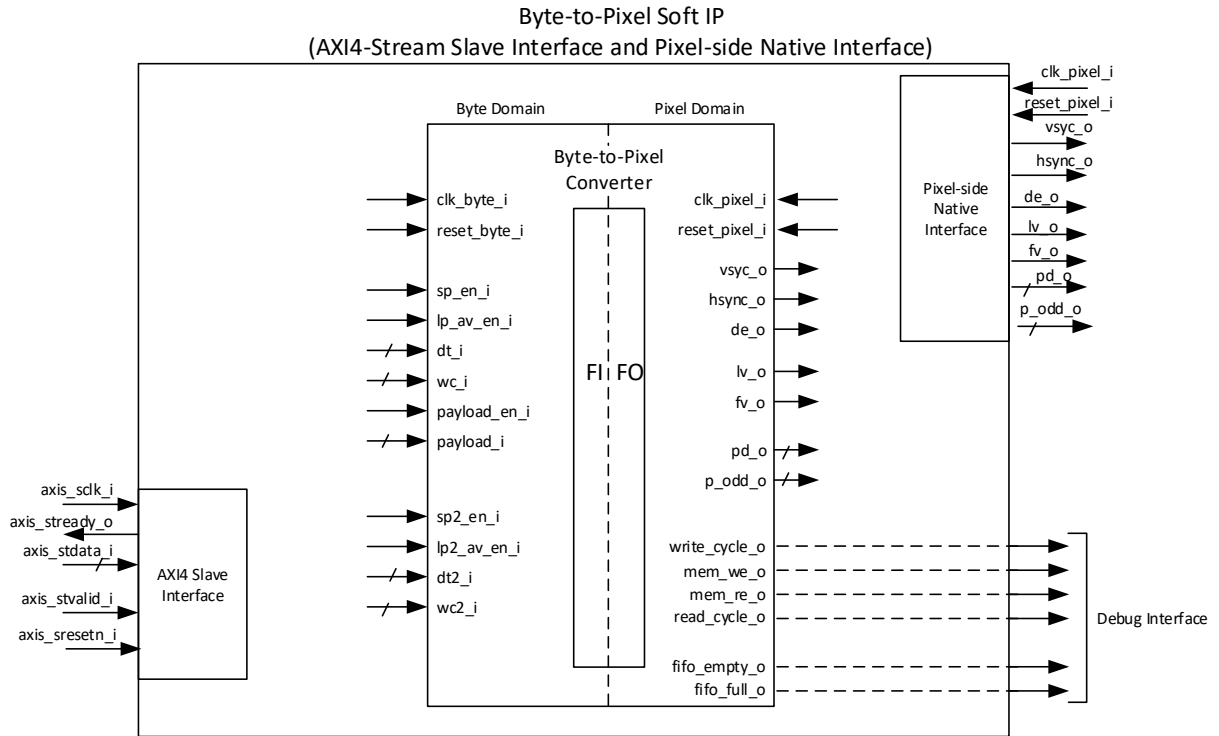 Byte-to-Pixel Soft IP
(AXI4-Stream Slave Interface and Pixel-side Native Interface)
Byte Domain
Pixel Domain
Byte-to-Pixel
Converter
FI FO
clk_byte_i
reset_byte_i
sp_en_i
lp_av_en_i
dt_i
wc_i
payload_en_i
payload_i
sp2_en_i
lp2_av_en_i
dt2_i
wc2_i
clk_pixel_i
reset_pixel_i
vsyc_o
hsync_o
de_o
lv_o
fv_o
pd_o
p_odd_o
write_cycle_o
mem_we_o
mem_re_o
read_cycle_o
fifo_empty_o
fifo_full_o
axis_sclk_i
axis_stready_o
axis_stdata_i
axis_stvalid_i
axis_sresetn_i
AXI4 Slave
Interface
Pixel-side
Native
Interface
clk_pixel_i
reset_pixel_i
vsyc_o
hsync_o
de_o
lv_o
fv_o
pd_o
p_odd_o
Debug Interface